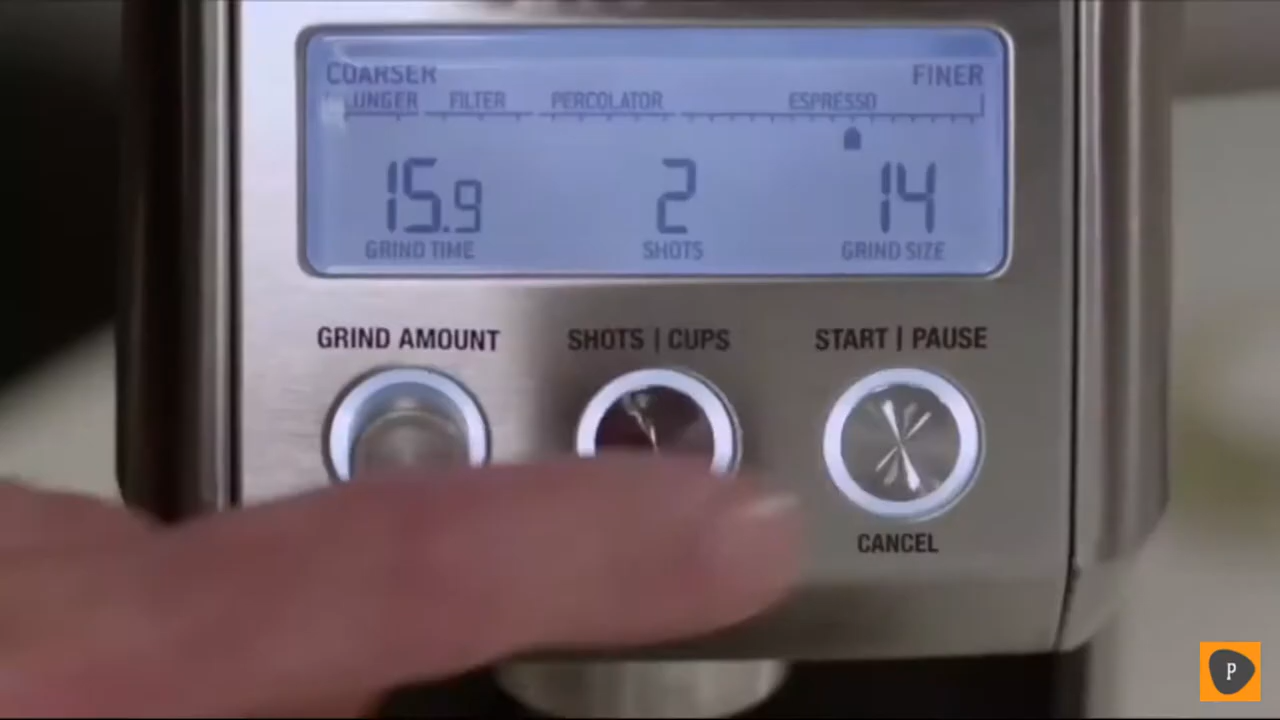 COARSER FINER
FILTER PERCOLATOR ESPRESSO
15.9 2 14
GRIND TIME SHOTS GRIND SIZE
GRIND AMOUNT SHOTS | CUPS START | PAUSE
CANCEL
P